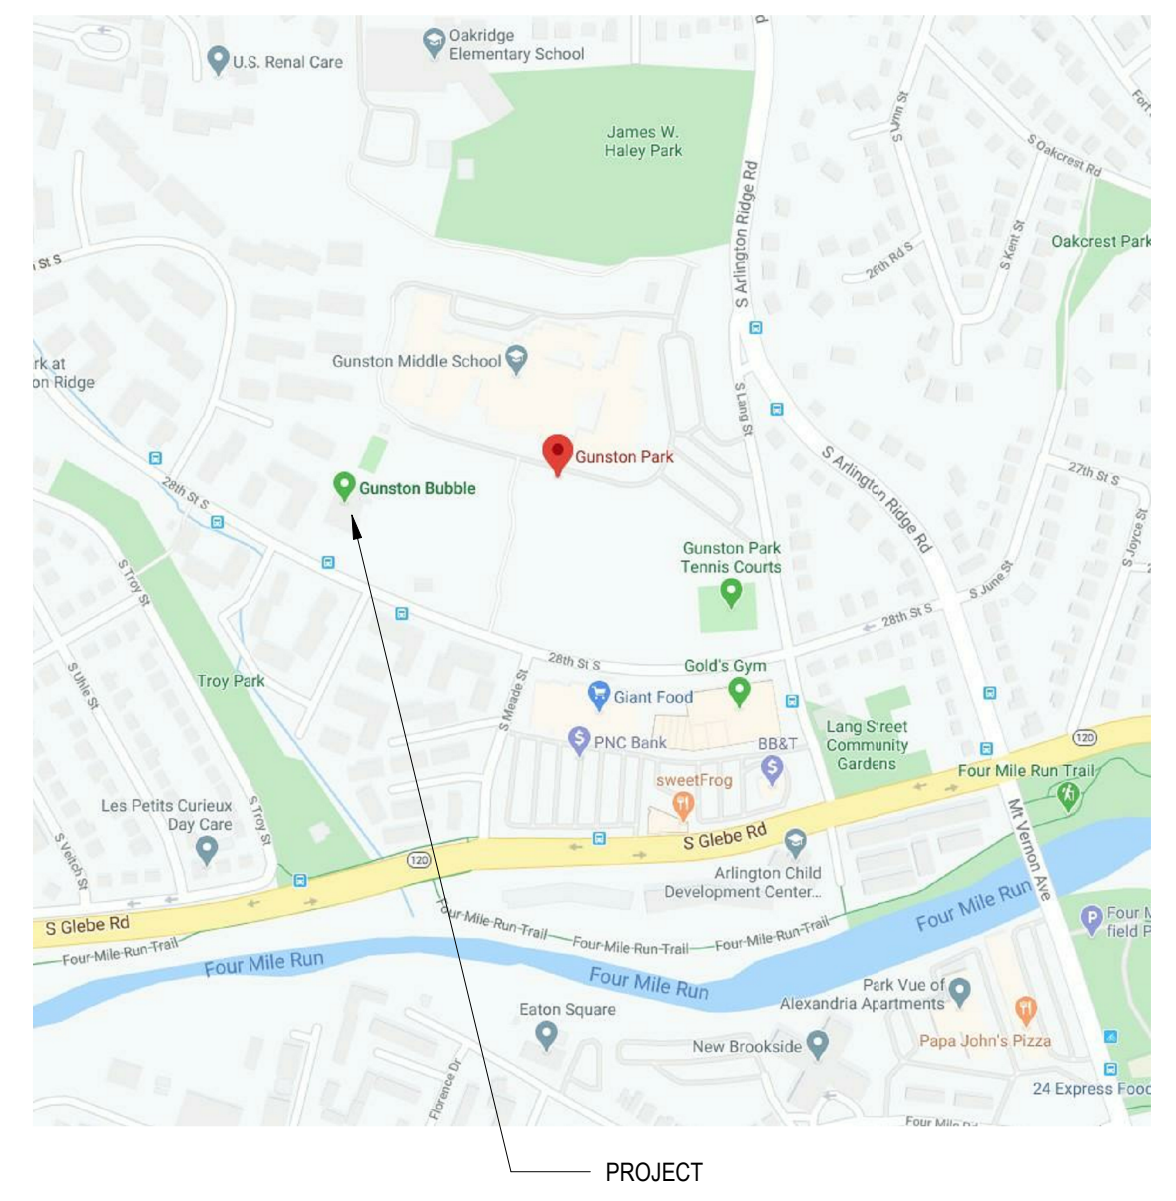 Oakridge
Elementary School
U.S. Renal Care
James W.
Haley Park
S Lynn St
S Oakcrest Rd
S Arlington Ridge Rd
S Kent St
Oakcrest Park
Gunston Middle School
rk at
on Ridge
S Lang St
Gunston Park
S Arlington Ridge Rd
27th St S
28th St S
Gunston Bubble
S Joyce St
Gunston Park
Tennis Courts
S Troy St
S June St
28th St S
28th St S
Gold's Gym
S Uhle St
Troy Park
S Meade St
Giant Food
Lang Street
Community
Gardens
PNC Bank
BB&T
120
Four Mile Run Trail
sweetFrog
Les Petits Curieux
Day Care
S Troy St
S Veitch St
S Glebe Rd
Mt Vernon Ave
120
Arlington Child
Development Center...
S Glebe Rd
Four Mile Run Trail
Four Mile Run Trail
Four Mile Run Trail
Four Mile Run Trail
Four Mile Run
Four M
field P
Four Mile Run
Four Mile Run
Park Vue of
Alexandria Apartments
Eaton Square
New Brookside
Papa John's Pizza
Florence Dr
24 Express Food
PROJECT